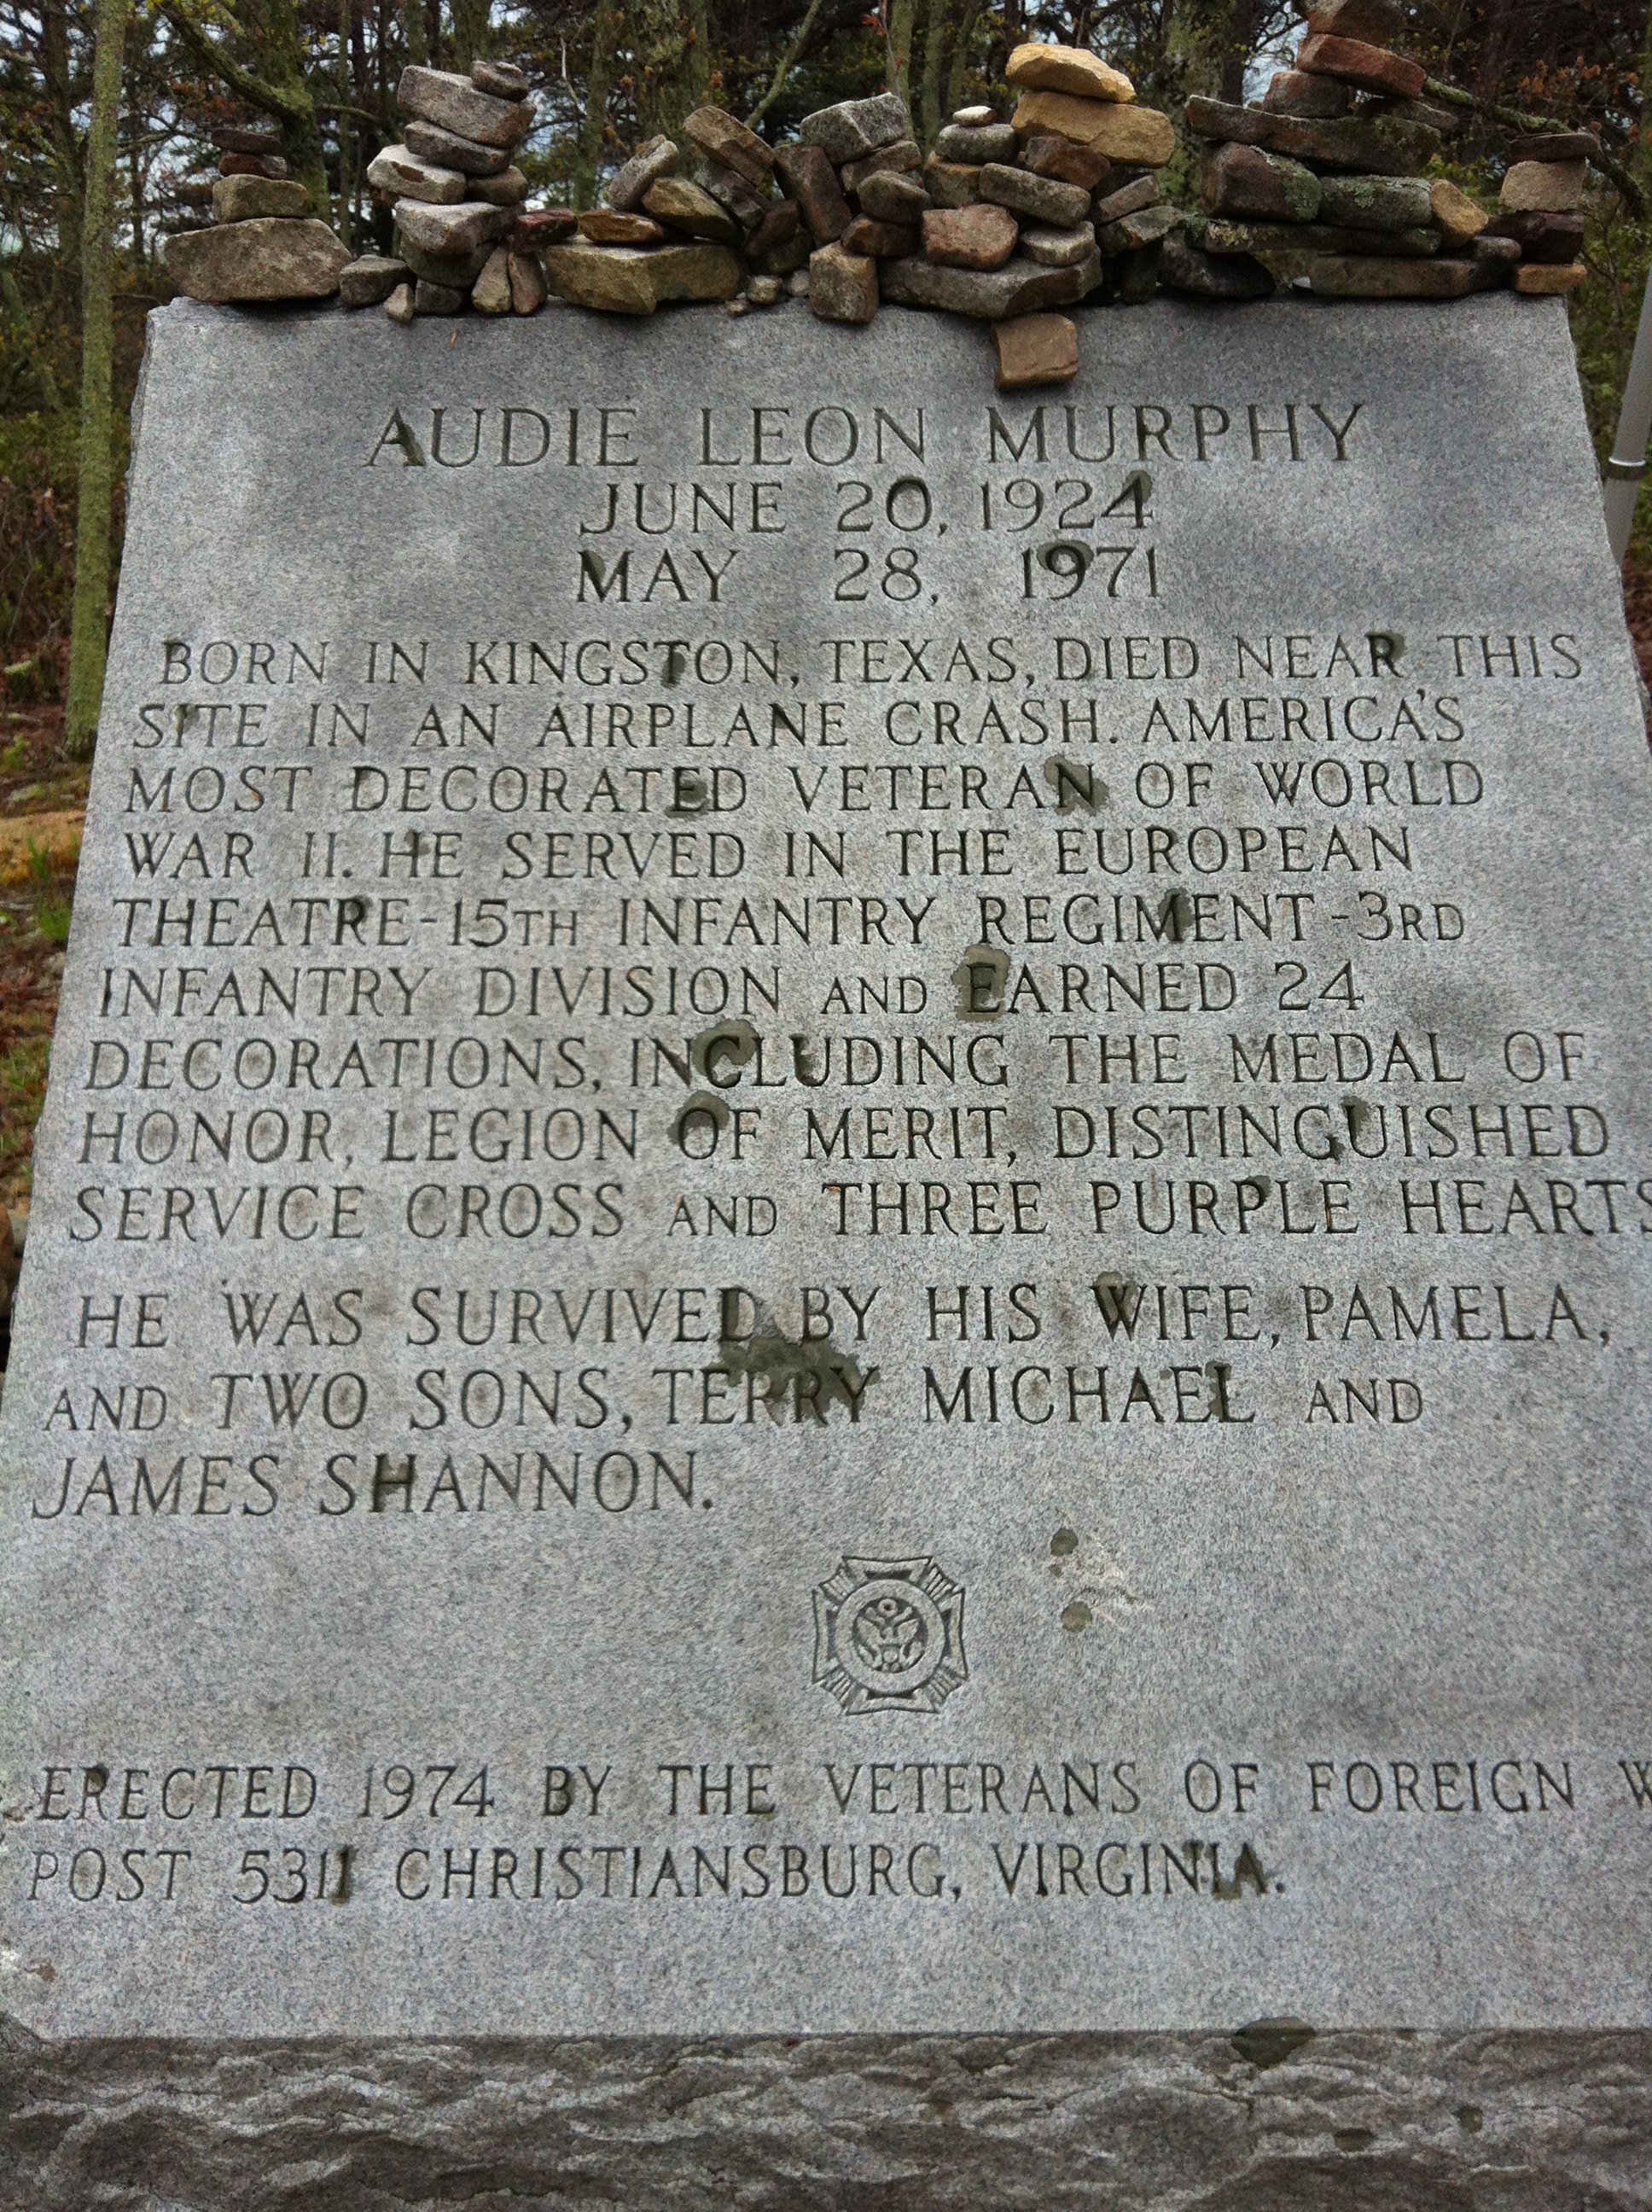 AUDIE LEON MURPHY
JUNE 20, 1924
MAY 28, 1971
BORN IN KINGSTON, TEXAS, DIED NEAR THIS
SITE IN AN AIRPLANE CRASH. AMERICA'S
MOST DECORATED VETERAN OF WORLD
WAR II. HE SERVED IN THE EUROPEAN
THEATRE-15TH INFANTRY REGIMENT-3RD
INFANTRY DIVISION AND EARNED 24
DECORATIONS, INCLUDING THE MEDAL OF
HONOR, LEGION OF MERIT, DISTINGUISHED
SERVICE CROSS AND THREE PURPLE HEARTS
HE WAS SURVIVED BY HIS WIFE, PAMELA,
AND TWO SONS, TERRY MICHAEL AND
JAMES SHANNON.
ERECTED 1974 BY THE VETERANS OF FOREIGN
POST 5311 CHRISTIANSBURG, VIRGINIA.